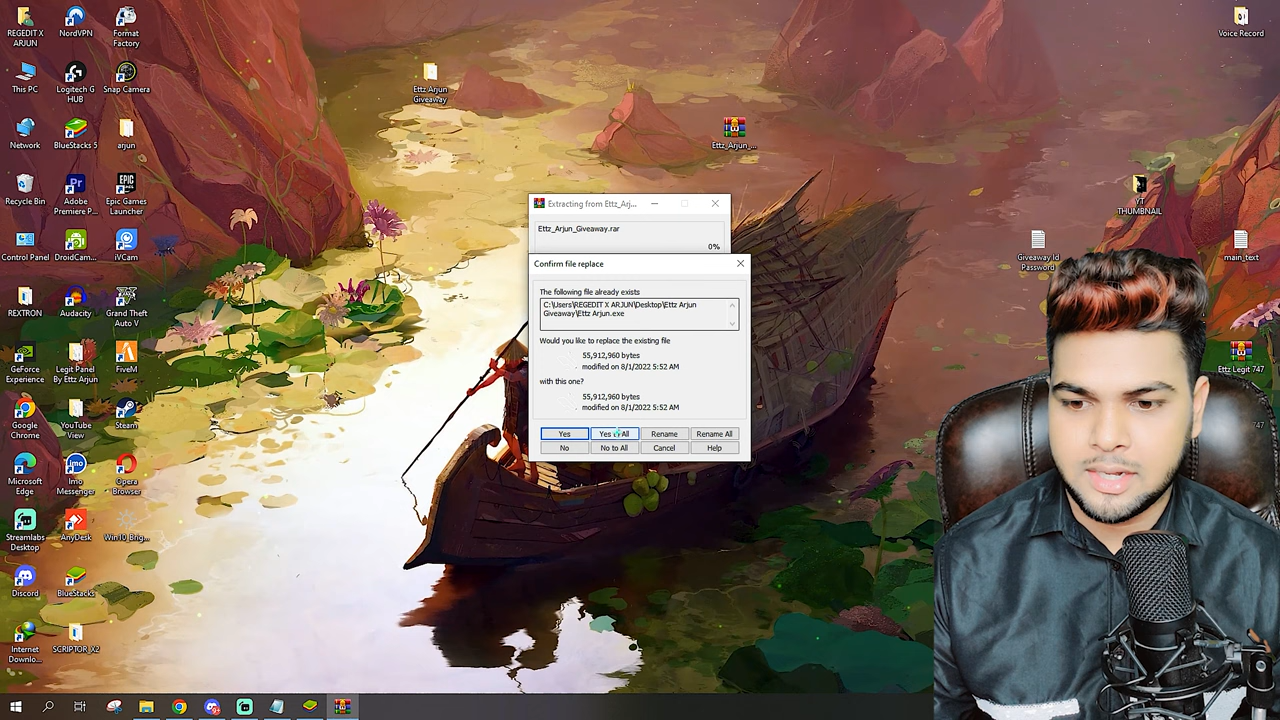 REGEDIT X
ARJUN
NordVPN
Format
Factory
This PC
Logitech G
HUB
Snap Camera
Network
BlueStacks 5
arjun
Recycle Bin
Adobe
Premiere P...
EPIC
GAMES
Epic Games
Launcher
Control Panel
DroidCam...
iVCam
REXTRON
Audacity
Grand Theft
Auto V
GeForce
Experience
Legit Panel
By Ettz Arjun
FiveM
Google
Chrome
YouTube
View
Steam
Microsoft
Edge
Imo
Messenger
Opera
Browser
Streamlabs
Desktop
AnyDesk
Win10_Brig...
Discord
BlueStacks
Internet
Downlo...
SCRIPTOR_X2
Ettz Arjun
Giveaway
Ettz_Arjun_...
Voice Record
YT
THUMBNAIL
Giveaway Id
Password
main_text
Ettz Legit 747
Extracting from Ettz_Arj...
Ettz_Arjun_Giveaway.rar
0%
Confirm file replace
The following file already exists
C:\Users\REGEDIT X ARJUN\Desktop\Ettz Arjun
Giveaway\Ettz Arjun.exe
Would you like to replace the existing file
55,912,960 bytes
modified on 8/1/2022 5:52 AM
with this one?
55,912,960 bytes
modified on 8/1/2022 5:52 AM
Yes
Yes to All
Rename
Rename All
No
No to All
Cancel
Help